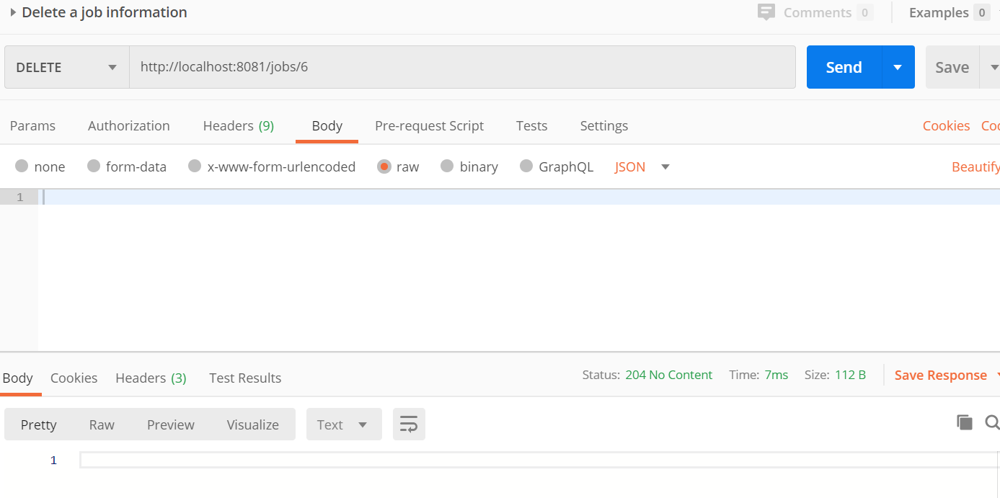 Delete a job information Comments 0 Examples 0
DELETE http://localhost:8081/jobs/6 Send Save
Params Authorization Headers (9) Body Pre-request Script Tests Settings Cookies Coo
none form-data x-www-form-urlencoded raw binary GraphQL JSON Beautify
1
Body Cookies Headers (3) Test Results Status: 204 No Content Time: 7ms Size: 112 B Save Response
Pretty Raw Preview Visualize Text
1